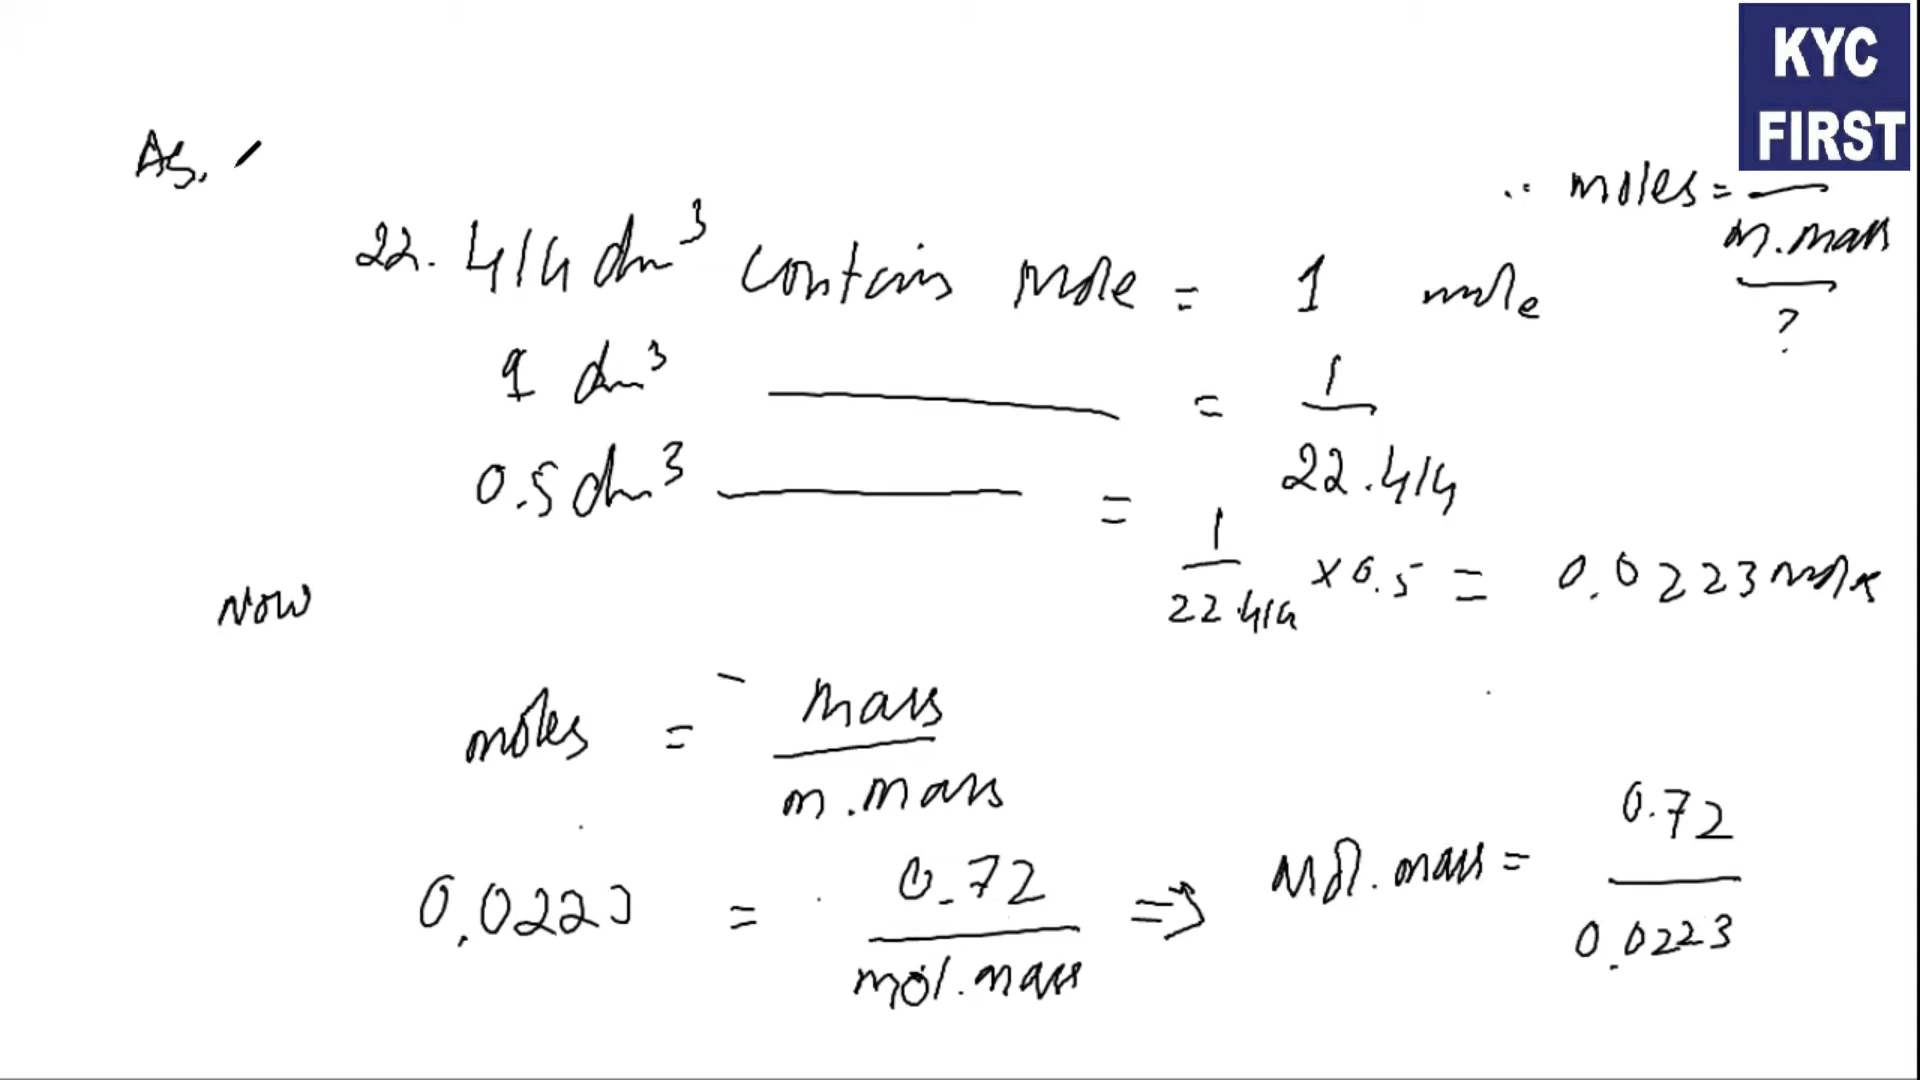 KYC
FIRST
As,
∴ moles = —
m.mass
?
22.414 dm³ contains mole = 1 mole
1 dm³ ——— = 1/22.414
0.5 dm³ ——— = 1/22.414 × 0.5 = 0.0223 moles
Now
moles = mass/m.mass
0.0223 = 0.72/mol.mass ⇒ Mol.mass = 0.72/0.0223